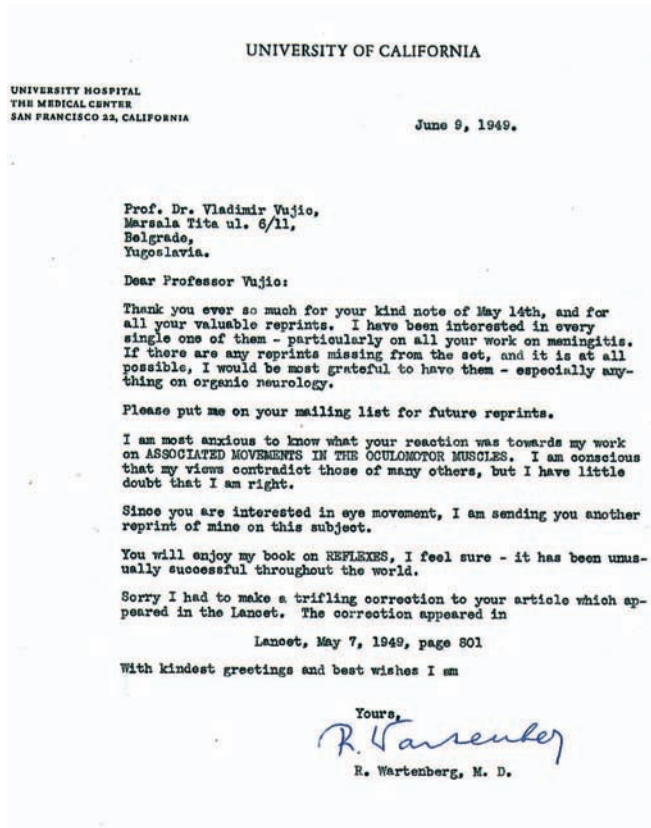 UNIVERSITY OF CALIFORNIA
UNIVERSITY HOSPITAL
THE MEDICAL CENTER
SAN FRANCISCO 22, CALIFORNIA
June 9, 1949.
Prof. Dr. Vladimir Vujio,
Marsala Tita ul. 6/11,
Belgrade,
Yugoslavia.
Dear Professor Vujio:
Thank you ever so much for your kind note of May 14th, and for
all your valuable reprints. I have been interested in every
single one of them - particularly on all your work on meningitis.
If there are any reprints missing from the set, and it is at all
possible, I would be most grateful to have them - especially any-
thing on organic neurology.
Please put me on your mailing list for future reprints.
I am most anxious to know what your reaction was towards my work
on ASSOCIATED MOVEMENTS IN THE OCULOMOTOR MUSCLES. I am conscious
that my views contradict those of many others, but I have little
doubt that I am right.
Since you are interested in eye movement, I am sending you another
reprint of mine on this subject.
You will enjoy my book on REFLEXES, I feel sure - it has been unus-
ually successful throughout the world.
Sorry I had to make a trifling correction to your article which ap-
peared in the Lancet. The correction appeared in
Lancet, May 7, 1949, page 801
With kindest greetings and best wishes I am
Yours,
R. Wartenberg
R. Wartenberg, M. D.